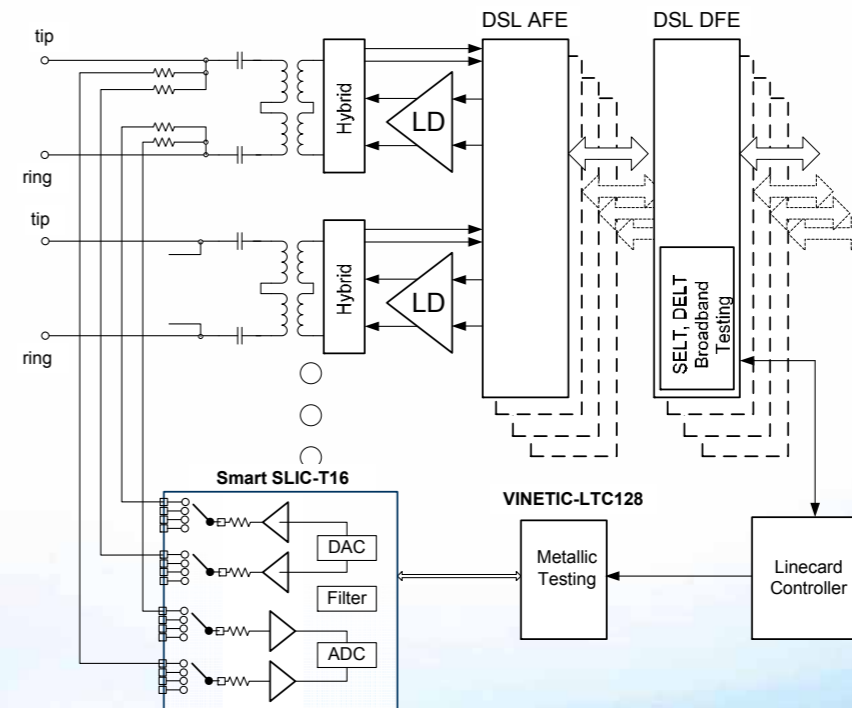 DSL AFE
DSL DFE
tip
Hybrid
LD
ring
tip
Hybrid
LD
SELT, DELT
Broadband
Testing
ring
Smart SLIC-T16
VINETIC-LTC128
DAC
Metallic
Testing
Linecard
Controller
Filter
ADC